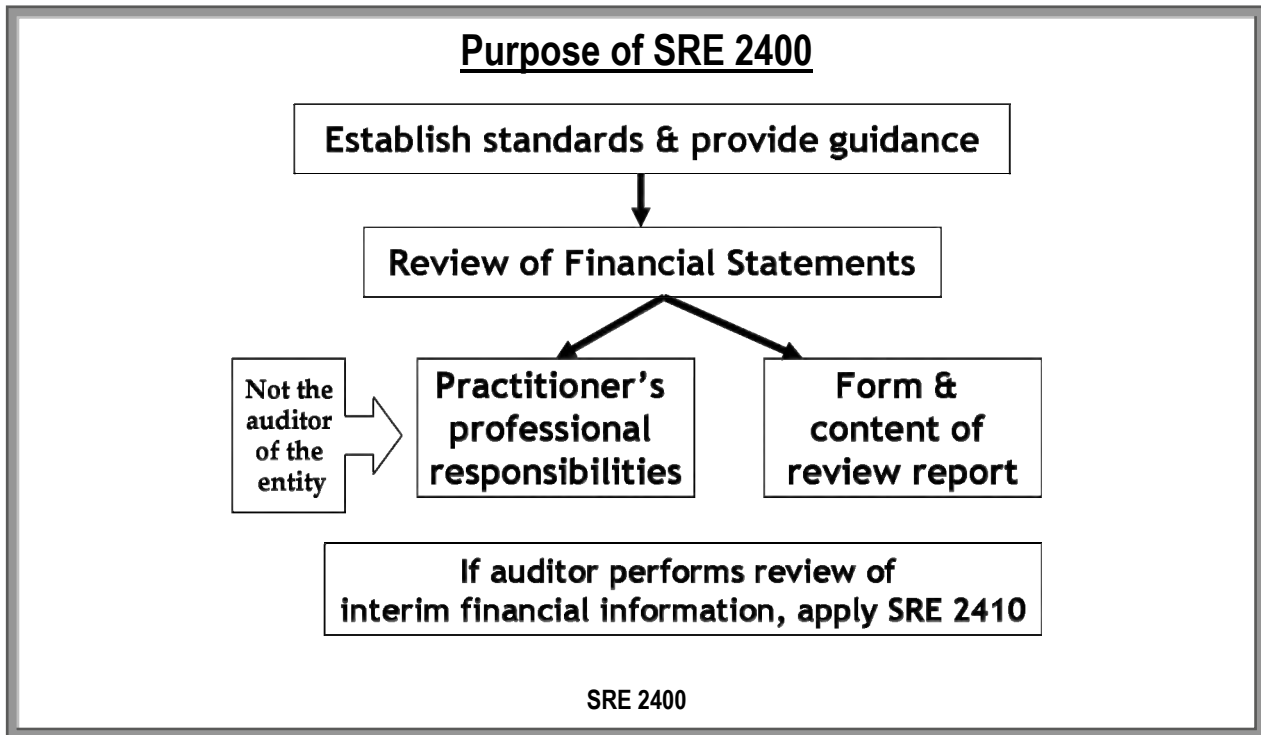 Purpose of SRE 2400
Establish standards & provide guidance
Review of Financial Statements
Not the
auditor
of the
entity
Practitioner’s
professional
responsibilities
Form &
content of
review report
If auditor performs review of
interim financial information, apply SRE 2410
SRE 2400